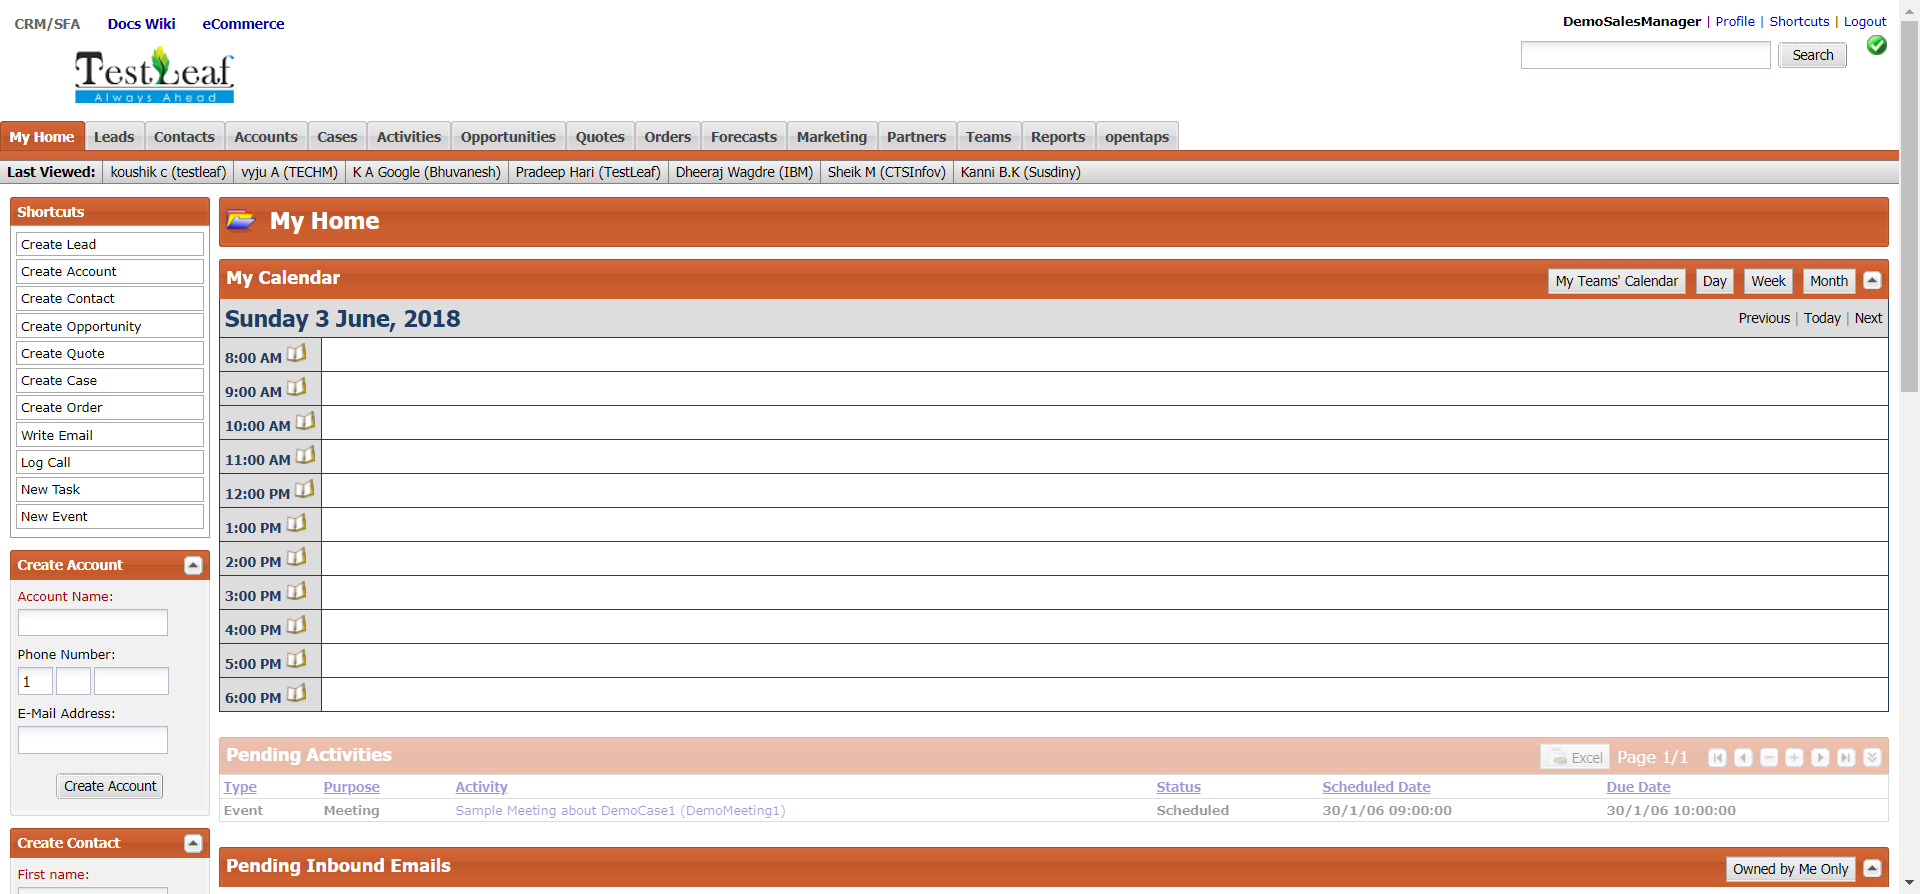 CRM/SFA Docs Wiki eCommerce
DemoSalesManager | Profile | Shortcuts | Logout
Search
TestLeaf
Always Ahead
My Home Leads Contacts Accounts Cases Activities Opportunities Quotes Orders Forecasts Marketing Partners Teams Reports opentaps
Last Viewed: koushik c (testleaf) vyju A (TECHM) K A Google (Bhuvanesh) Pradeep Hari (TestLeaf) Dheeraj Wagdre (IBM) Sheik M (CTSInfov) Kanni B.K (Susdiny)
Shortcuts
Create Lead
Create Account
Create Contact
Create Opportunity
Create Quote
Create Case
Create Order
Write Email
Log Call
New Task
New Event
Create Account
Account Name:
Phone Number:
1
E-Mail Address:
Create Account
Create Contact
First name:
My Home
My Calendar
My Teams' Calendar Day Week Month
Sunday 3 June, 2018
Previous | Today | Next
8:00 AM
9:00 AM
10:00 AM
11:00 AM
12:00 PM
1:00 PM
2:00 PM
3:00 PM
4:00 PM
5:00 PM
6:00 PM
Pending Activities
Excel Page 1/1
Type Purpose Activity Status Scheduled Date Due Date
Event Meeting Sample Meeting about DemoCase1 (DemoMeeting1) Scheduled 30/1/06 09:00:00 30/1/06 10:00:00
Pending Inbound Emails
Owned by Me Only